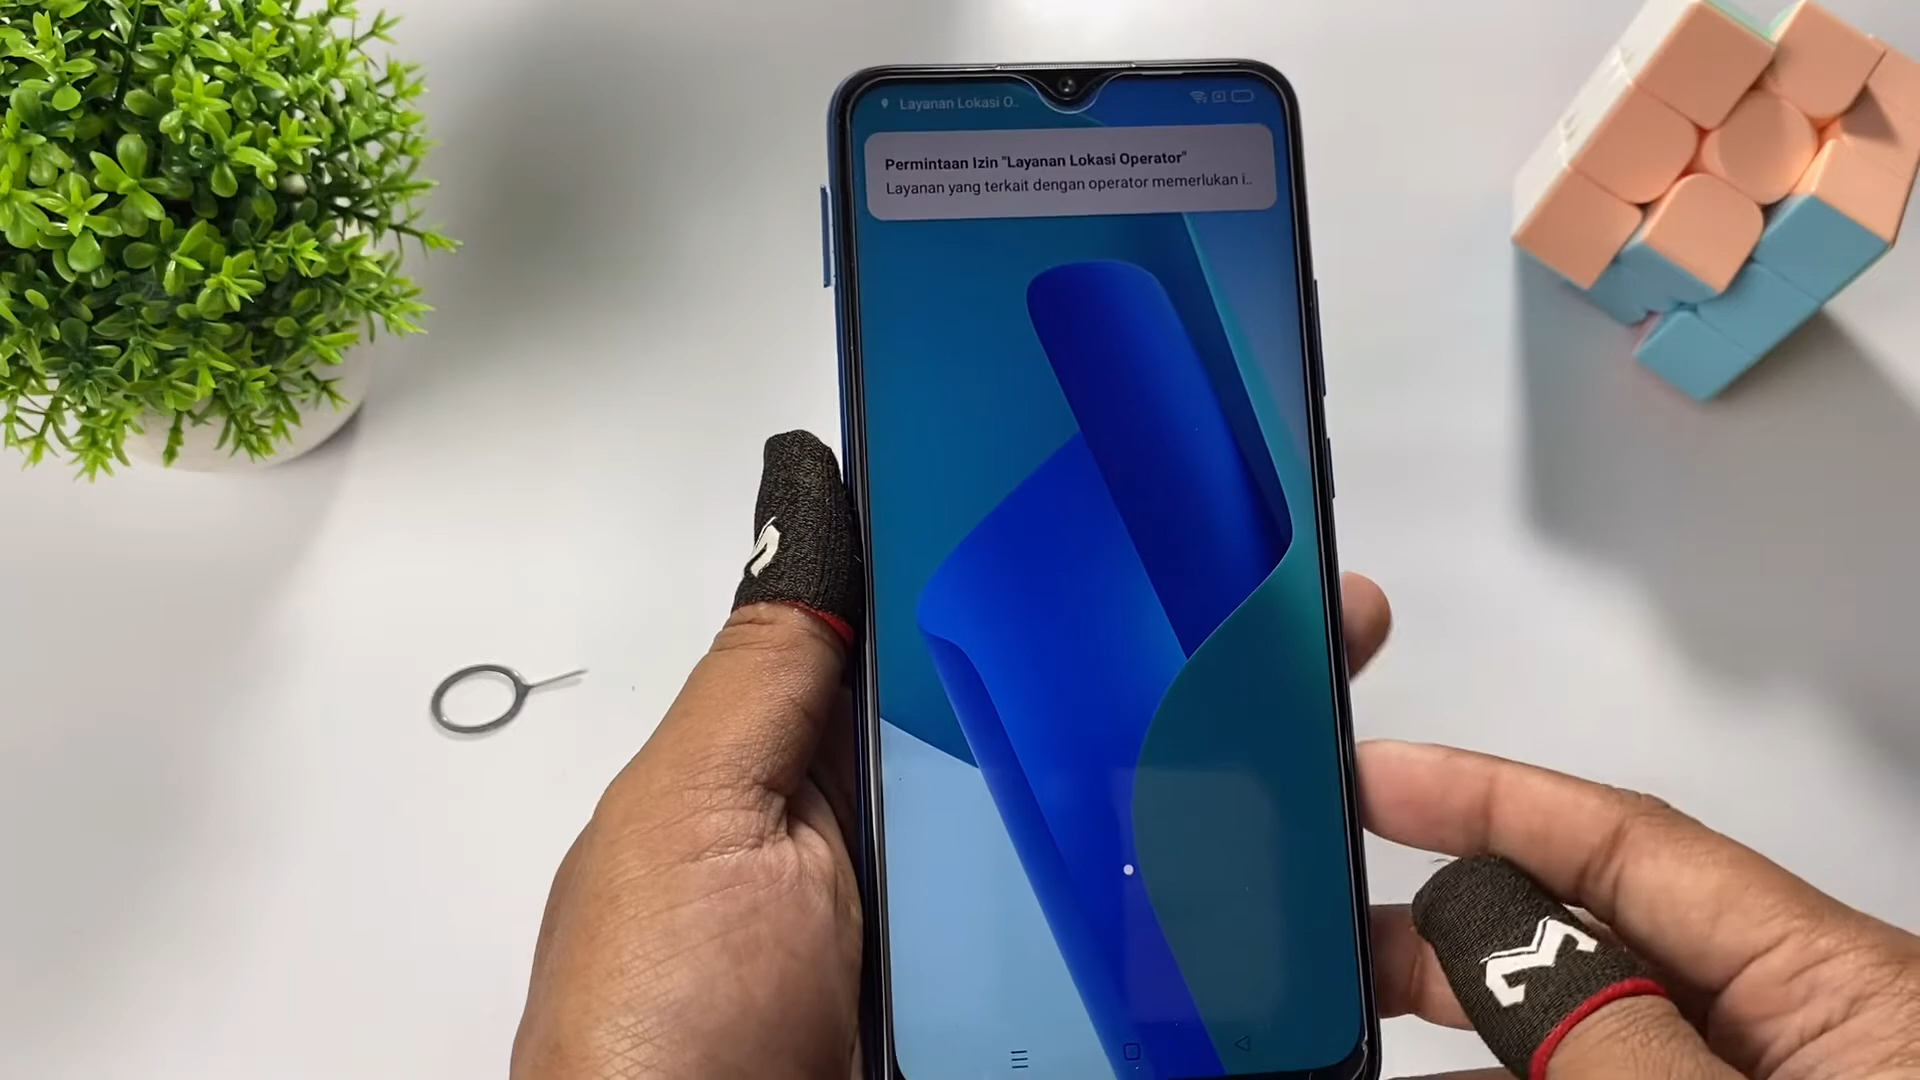 Layanan Lokasi O..
Permintaan Izin "Layanan Lokasi Operator"
Layanan yang terkait dengan operator memerlukan i..